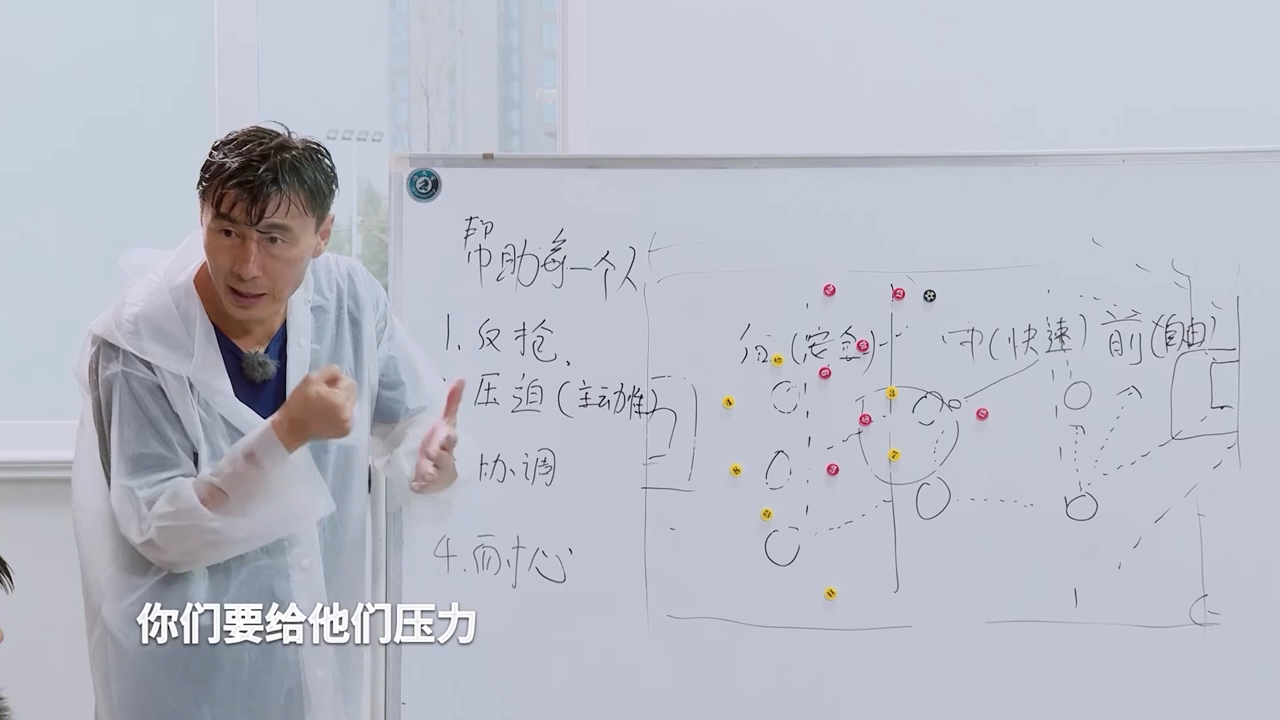 帮助每一个人
1. 反抢、
压迫(主动性)
协调
4. 耐心
后(安全) 中(快速) 前(自由)
你们要给他们压力